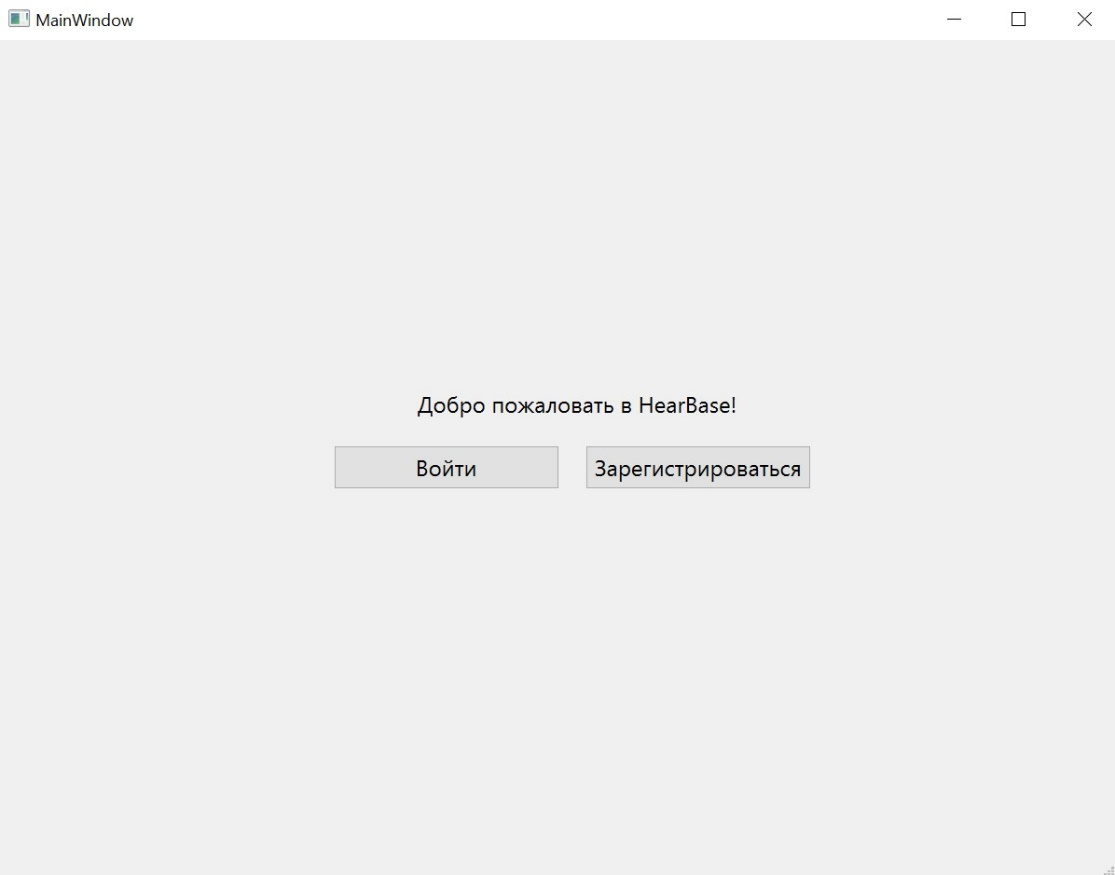 MainWindow
Добро пожаловать в HearBase!
Войти
Зарегистрироваться